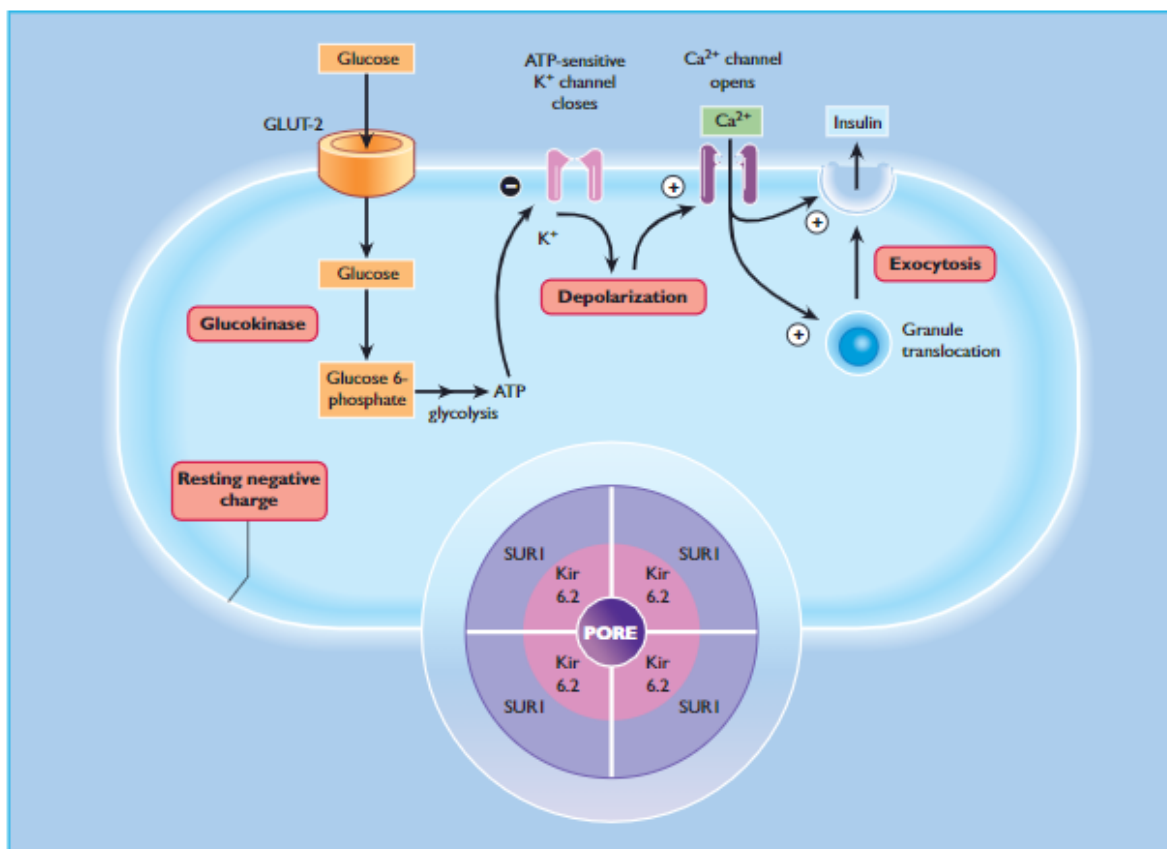 Glucose
GLUT-2
Glucose
Glucokinase
Glucose 6-
phosphate
glycolysis
ATP
ATP-sensitive
K⁺ channel
closes
K⁺
Depolarization
Ca²⁺ channel
opens
Ca²⁺
Insulin
Exocytosis
Granule
translocation
−
+
+
+
Resting negative
charge
SUR1
SUR1
Kir
6.2
Kir
6.2
PORE
Kir
6.2
Kir
6.2
SUR1
SUR1